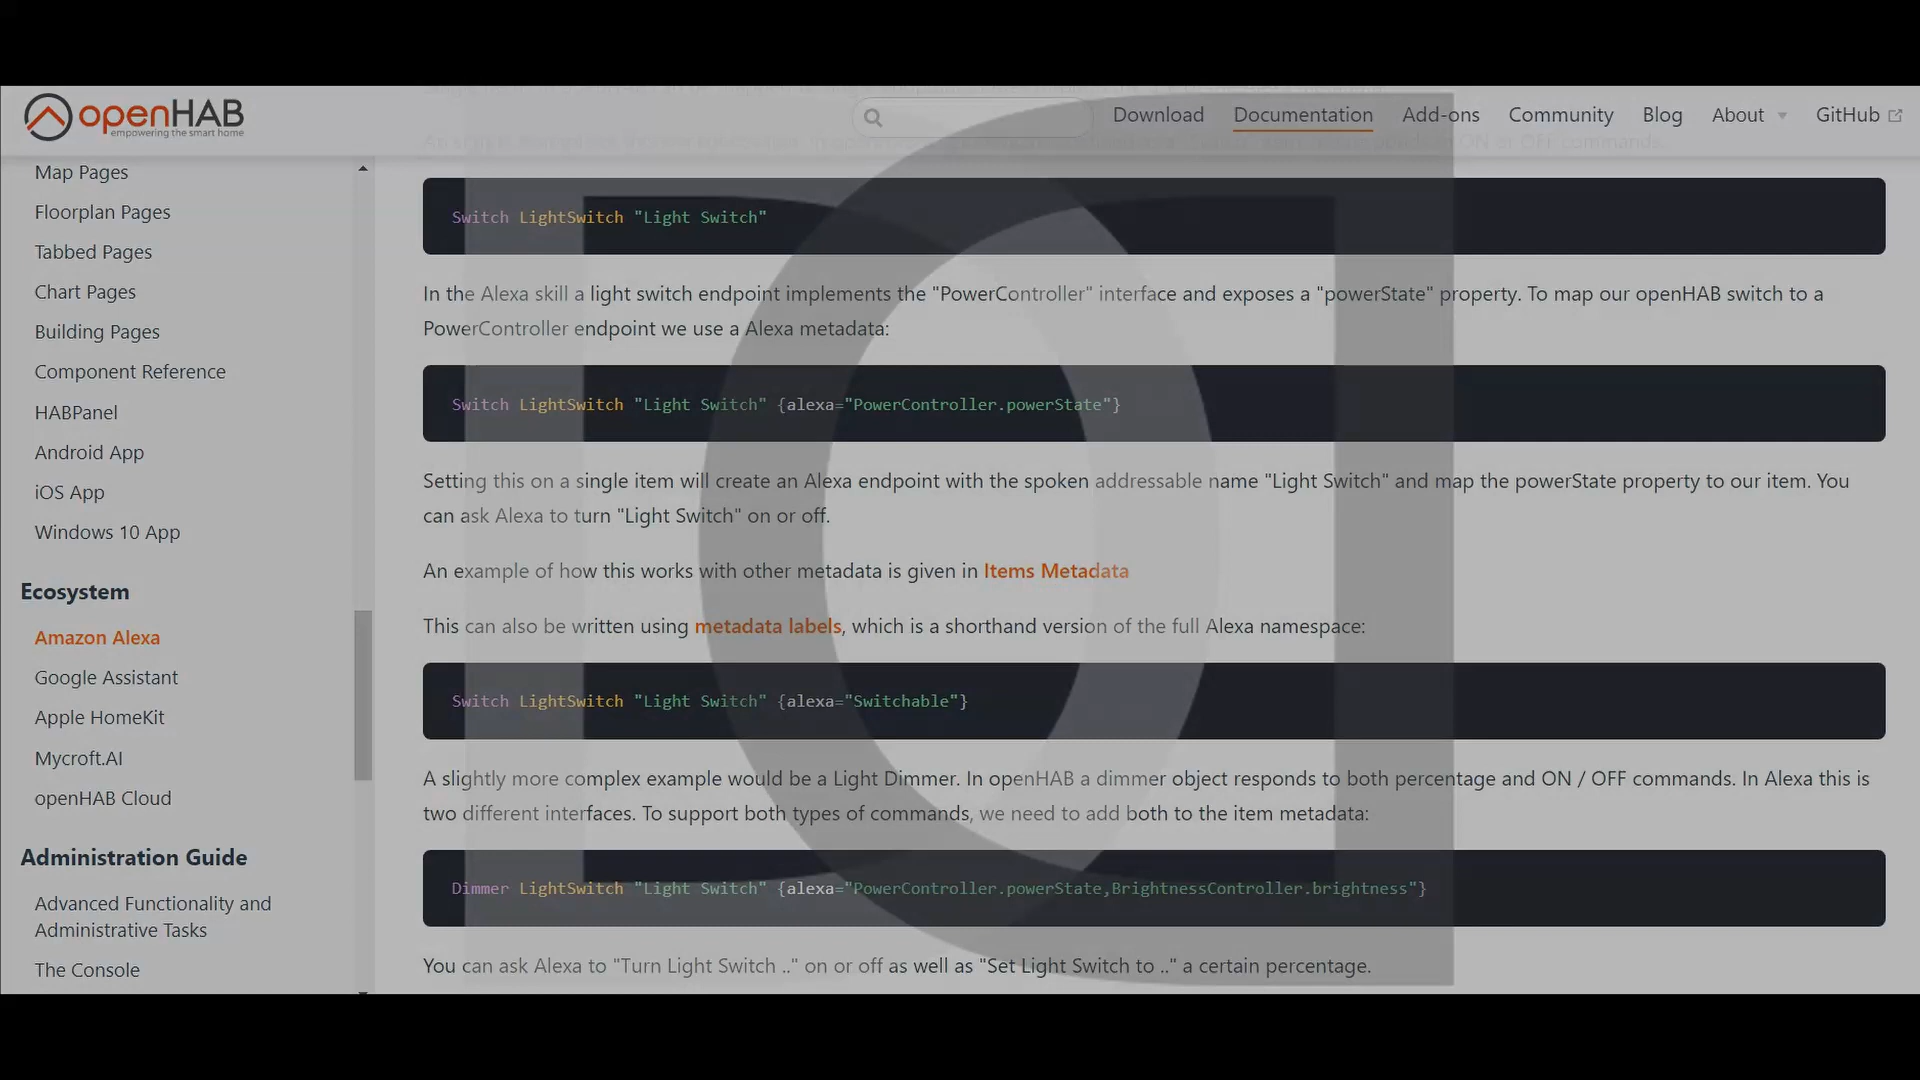 openHAB
empowering the smart home
Download Documentation Add-ons Community Blog About GitHub
Map Pages
Floorplan Pages
Tabbed Pages
Chart Pages
Building Pages
Component Reference
HABPanel
Android App
iOS App
Windows 10 App
Ecosystem
Amazon Alexa
Google Assistant
Apple HomeKit
Mycroft.AI
openHAB Cloud
Administration Guide
Advanced Functionality and
Administrative Tasks
The Console
ON or OFF commands.
Switch LightSwitch "Light Switch"
In the Alexa skill a light switch endpoint implements the "PowerController" interface and exposes a "powerState" property. To map our openHAB switch to a
PowerController endpoint we use a Alexa metadata:
Switch LightSwitch "Light Switch" {alexa="PowerController.powerState"}
Setting this on a single item will create an Alexa endpoint with the spoken addressable name "Light Switch" and map the powerState property to our item. You
can ask Alexa to turn "Light Switch" on or off.
An example of how this works with other metadata is given in Items Metadata
This can also be written using metadata labels, which is a shorthand version of the full Alexa namespace:
Switch LightSwitch "Light Switch" {alexa="Switchable"}
A slightly more complex example would be a Light Dimmer. In openHAB a dimmer object responds to both percentage and ON / OFF commands. In Alexa this is
two different interfaces. To support both types of commands, we need to add both to the item metadata:
Dimmer LightSwitch "Light Switch" {alexa="PowerController.powerState,BrightnessController.brightness"}
You can ask Alexa to "Turn Light Switch .." on or off as well as "Set Light Switch to .." a certain percentage.